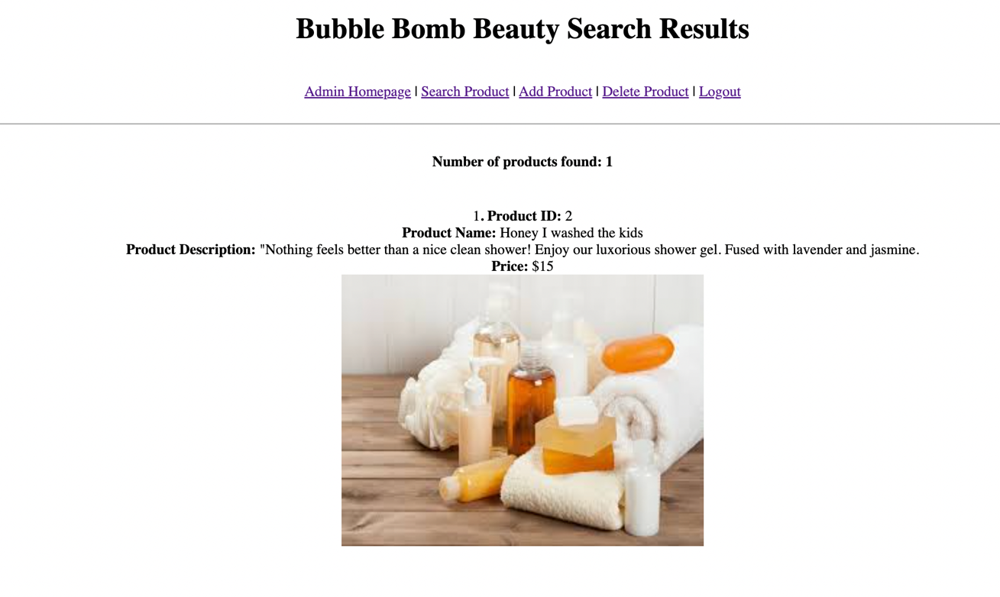 Bubble Bomb Beauty Search Results
Admin Homepage | Search Product | Add Product | Delete Product | Logout
Number of products found: 1
1. Product ID: 2
Product Name: Honey I washed the kids
Product Description: "Nothing feels better than a nice clean shower! Enjoy our luxorious shower gel. Fused with lavender and jasmine.
Price: $15